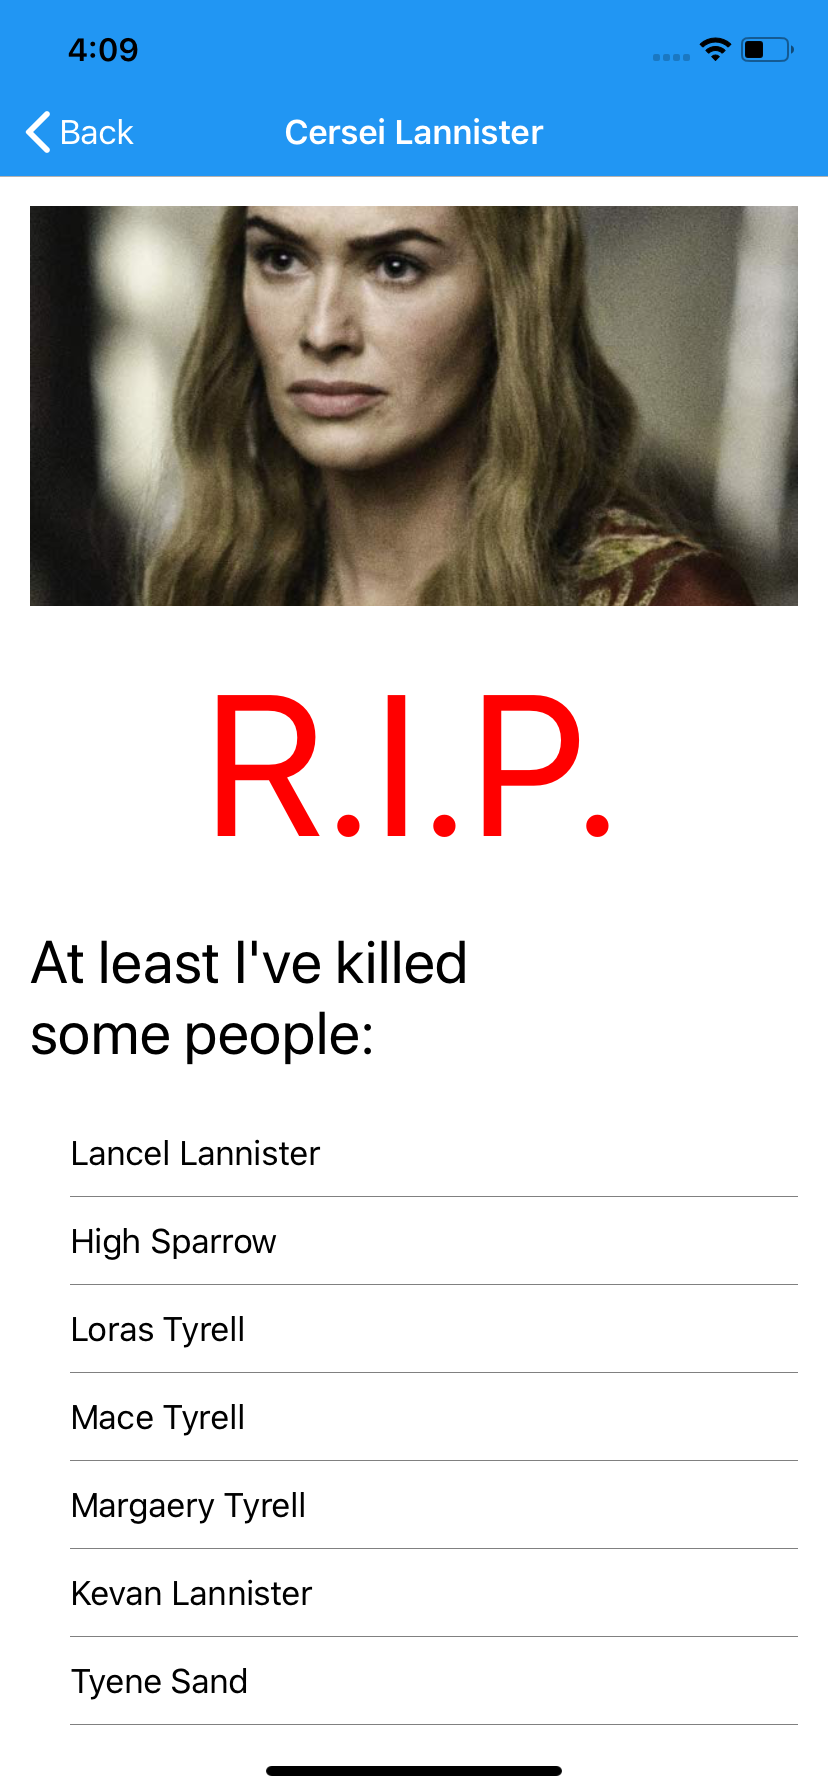 4:09
Back
Cersei Lannister
R.I.P.
At least I've killed
some people:
Lancel Lannister
High Sparrow
Loras Tyrell
Mace Tyrell
Margaery Tyrell
Kevan Lannister
Tyene Sand